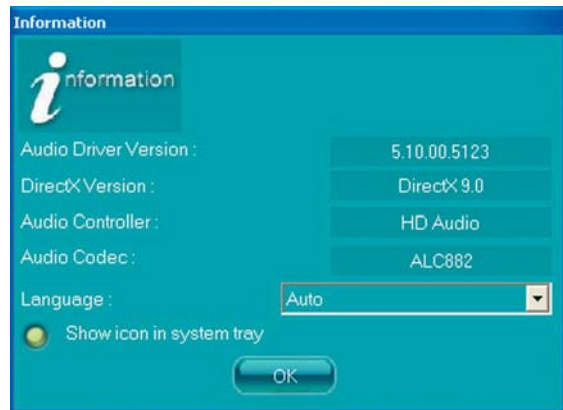 Information
information
Audio Driver Version : 5.10.00.5123
DirectX Version : DirectX 9.0
Audio Controller : HD Audio
Audio Codec : ALC882
Language : Auto
Show icon in system tray
OK